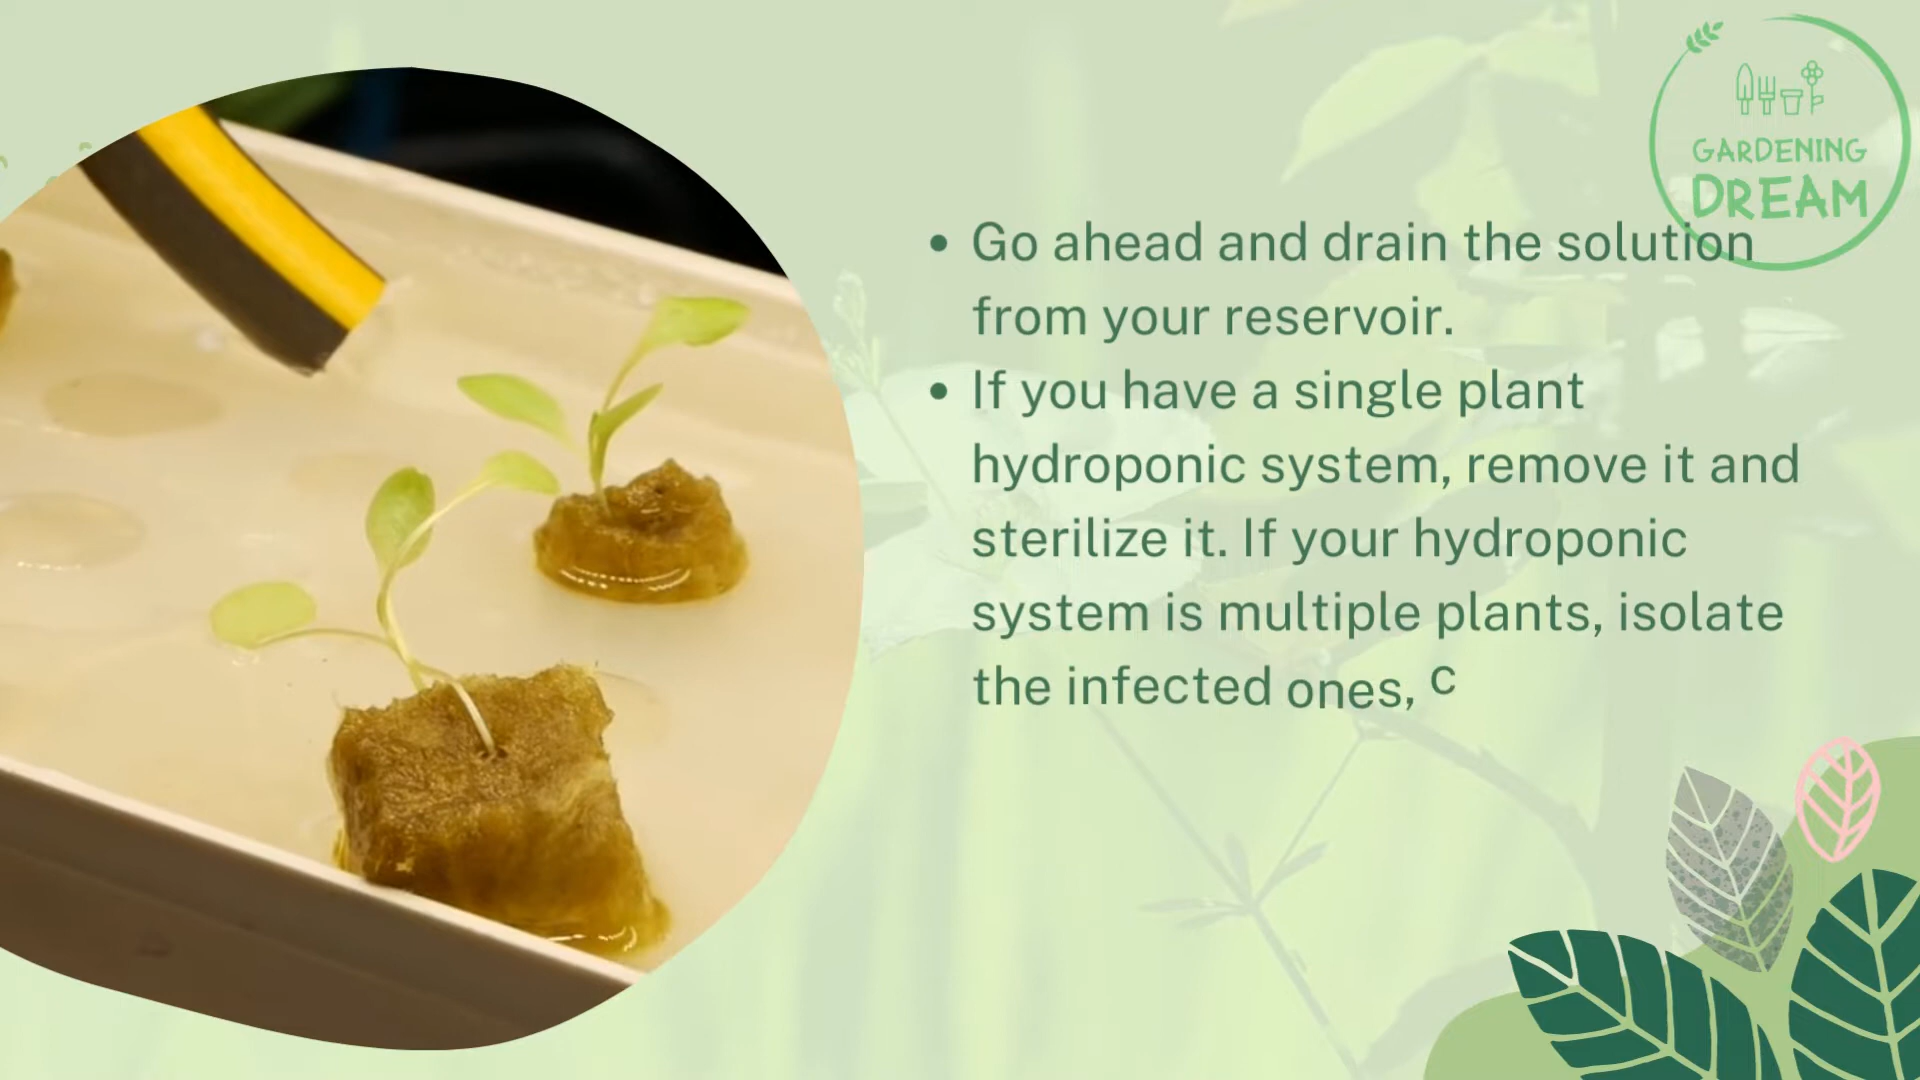 GARDENING
DREAM
• Go ahead and drain the solution
from your reservoir.
• If you have a single plant
hydroponic system, remove it and
sterilize it. If your hydroponic
system is multiple plants, isolate
the infected ones, c